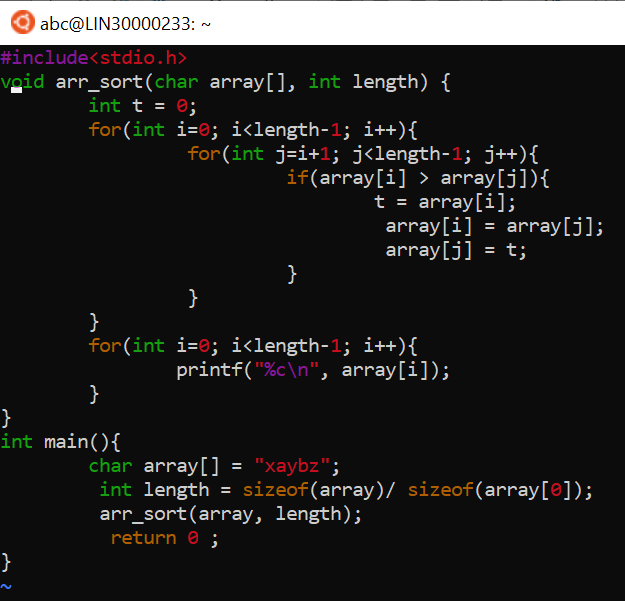 abc@LIN30000233: ~
#include<stdio.h>
void arr_sort(char array[], int length) {
        int t = 0;
        for(int i=0; i<length-1; i++){
                 for(int j=i+1; j<length-1; j++){
                          if(array[i] > array[j]){
                                  t = array[i];
                                   array[i] = array[j];
                                   array[j] = t;
                          }
                 }
        }
        for(int i=0; i<length-1; i++){
                printf("%c\n", array[i]);
        }
}
int main(){
        char array[] = "xaybz";
         int length = sizeof(array)/ sizeof(array[0]);
         arr_sort(array, length);
          return 0 ;
}
~